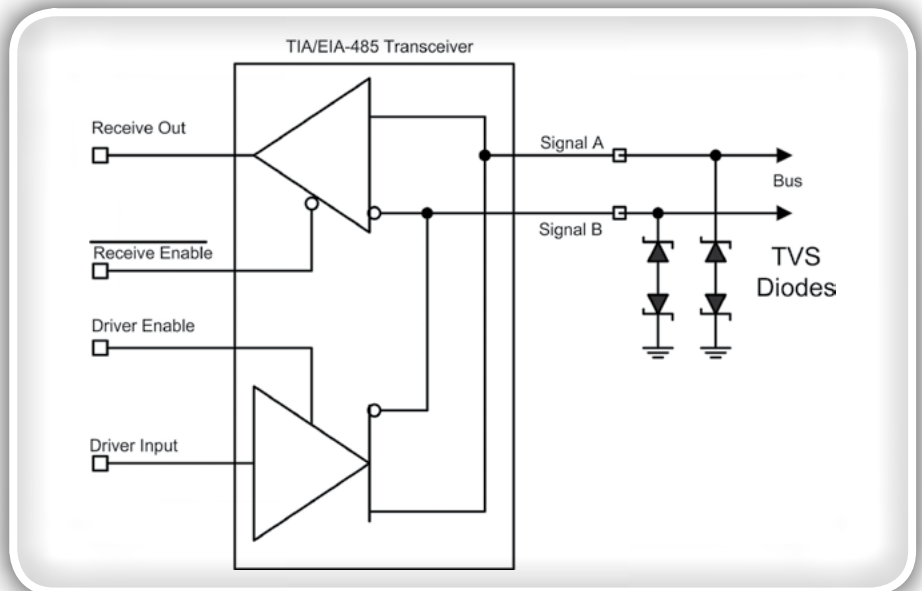 TIA/EIA-485 Transceiver
Receive Out
Signal A
Bus
Signal B
Receive Enable
TVS
Diodes
Driver Enable
Driver Input